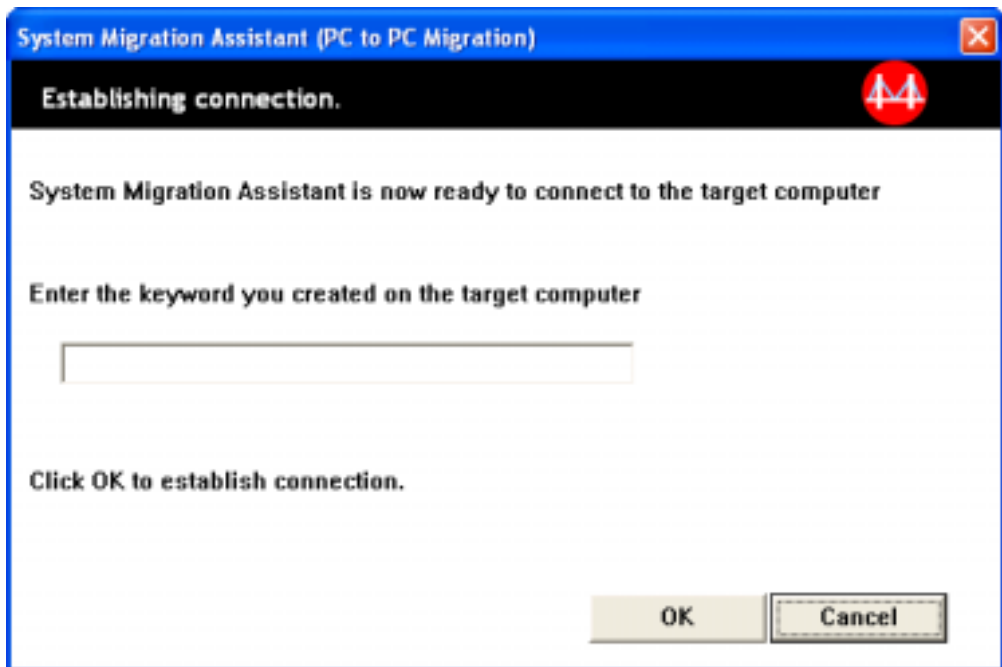 System Migration Assistant (PC to PC Migration)
Establishing connection.
System Migration Assistant is now ready to connect to the target computer
Enter the keyword you created on the target computer
Click OK to establish connection.
OK Cancel